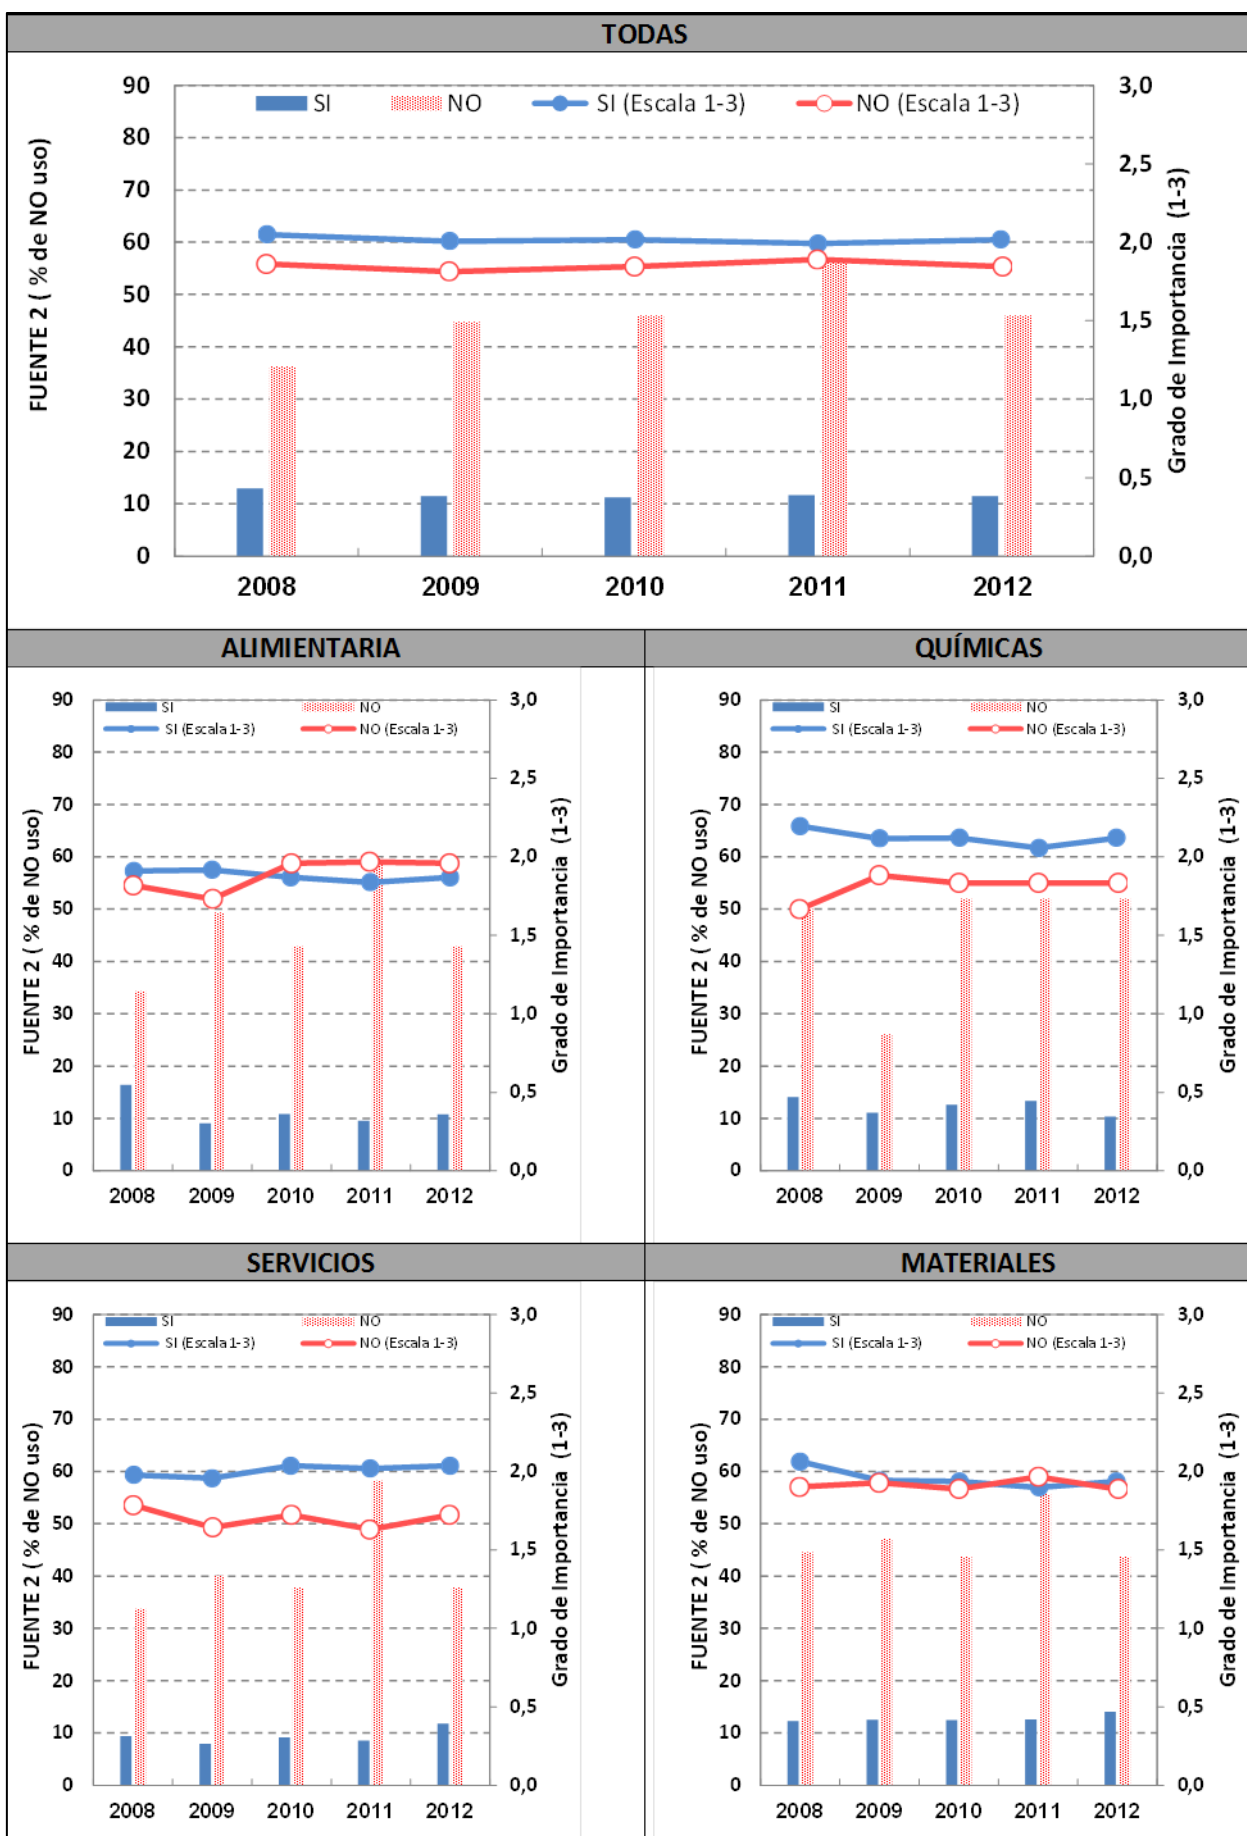 TODAS
SI NO SI (Escala 1-3) NO (Escala 1-3)
FUENTE 2 ( % de NO uso)
90
80
70
60
50
40
30
20
10
0
3,0
2,5
2,0
1,5
1,0
0,5
0,0
Grado de Importancia (1-3)
2008 2009 2010 2011 2012
ALIMIENTARIA
SI NO
SI (Escala 1-3) NO (Escala 1-3)
FUENTE 2 ( % de NO uso)
90
80
70
60
50
40
30
20
10
0
3,0
2,5
2,0
1,5
1,0
0,5
0,0
Grado de Importancia (1-3)
2008 2009 2010 2011 2012
QUÍMICAS
SI NO
SI (Escala 1-3) NO (Escala 1-3)
FUENTE 2 ( % de NO uso)
90
80
70
60
50
40
30
20
10
0
3,0
2,5
2,0
1,5
1,0
0,5
0,0
Grado de Importancia (1-3)
2008 2009 2010 2011 2012
SERVICIOS
SI NO
SI (Escala 1-3) NO (Escala 1-3)
FUENTE 2 ( % de NO uso)
90
80
70
60
50
40
30
20
10
0
3,0
2,5
2,0
1,5
1,0
0,5
0,0
Grado de Importancia (1-3)
2008 2009 2010 2011 2012
MATERIALES
SI NO
SI (Escala 1-3) NO (Escala 1-3)
FUENTE 2 ( % de NO uso)
90
80
70
60
50
40
30
20
10
0
3,0
2,5
2,0
1,5
1,0
0,5
0,0
Grado de Importancia (1-3)
2008 2009 2010 2011 2012